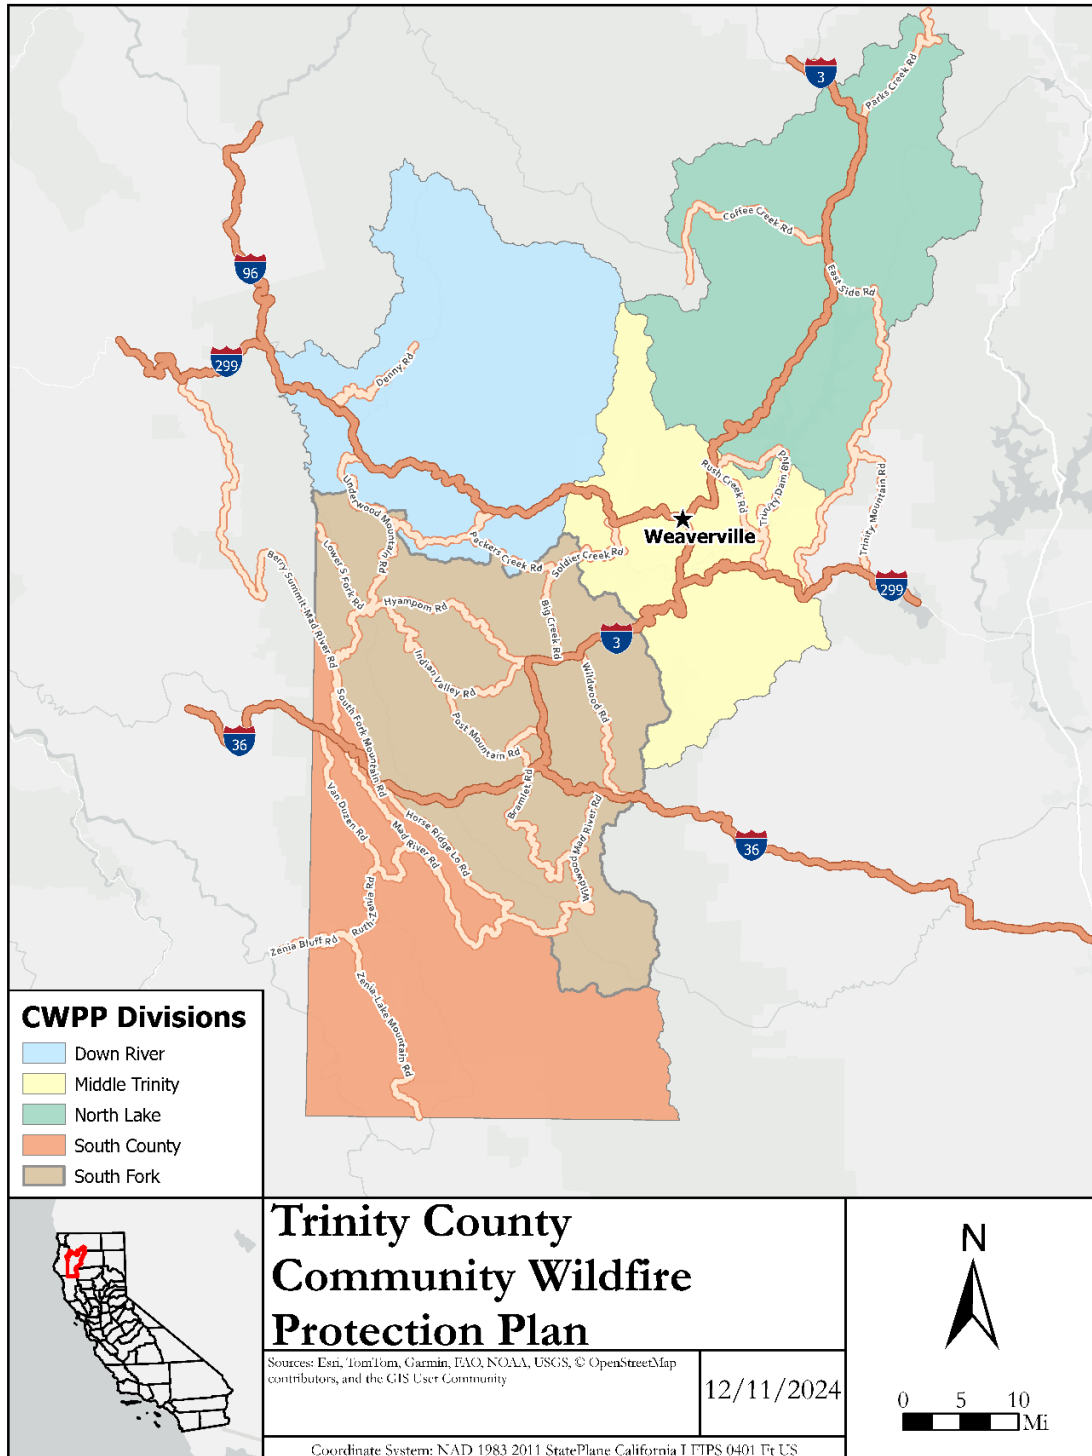 3
Parks Creek Rd
Coffee Creek Rd
96
East Side Rd
299
Denny Rd
Rush Creek Rd
Trinity Dam Blvd
Trinity Mountain Rd
Underwood Mountain Rd
Weaverville
Packers Creek Rd
Soldier Creek Rd
Lower S Fork Rd
Berry Summit-Mad River Rd
299
Hyampom Rd
Big Creek Rd
3
Indian Valley Rd
Wildwood Rd
South Fork Mountain Rd
Post Mountain Rd
36
Van Duzen Rd
Bramlet Rd
Horse Ridge Lo Rd
Mad River Rd
Wildwood Mad River Rd
36
Ruth-Zenia Rd
Zenia Bluff Rd
Zenia-Lake Mountain Rd
CWPP Divisions
Down River
Middle Trinity
North Lake
South County
South Fork
Trinity County
Community Wildfire
Protection Plan
Sources: Esri, TomTom, Garmin, FAO, NOAA, USGS, © OpenStreetMap
contributors, and the GIS User Community
12/11/2024
N
0 5 10
Mi
Coordinate System: NAD 1983 2011 StatePlane California I FIPS 0401 Ft US